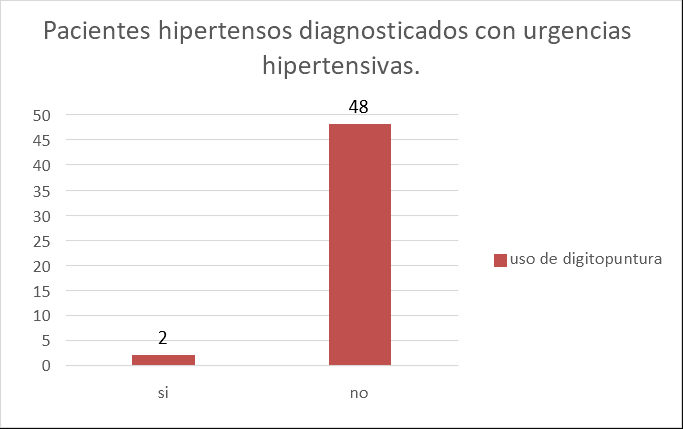 Pacientes hipertensos diagnosticados con urgencias
hipertensivas.
50
45
40
35
30
25
20
15
10
5
0
2
48
si
no
uso de digitopuntura